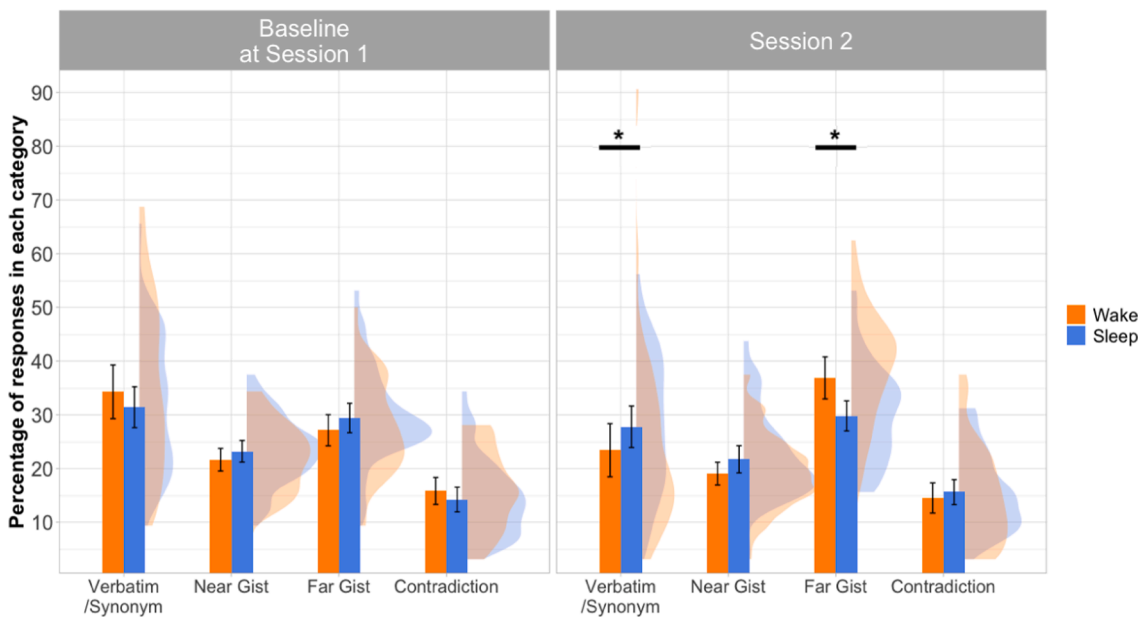 Baseline
at Session 1
Session 2
Percentage of responses in each category
90
80
70
60
50
40
30
20
10
*
*
Verbatim
/Synonym
Near Gist
Far Gist
Contradiction
Verbatim
/Synonym
Near Gist
Far Gist
Contradiction
Wake
Sleep